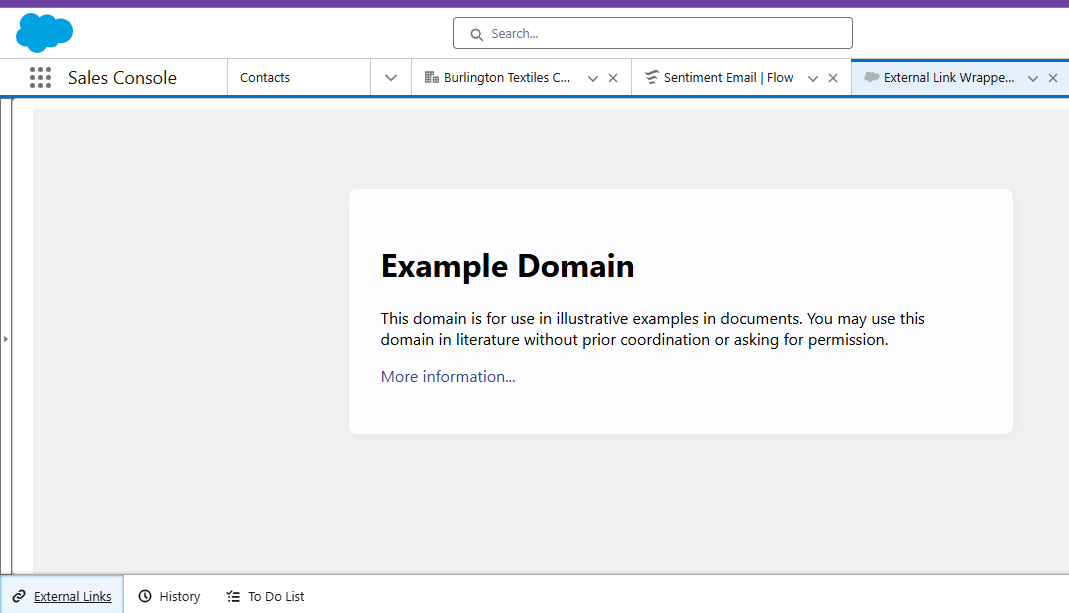 Search...
Sales Console
Contacts
Burlington Textiles C...
Sentiment Email | Flow
External Link Wrappe...
Example Domain
This domain is for use in illustrative examples in documents. You may use this
domain in literature without prior coordination or asking for permission.
More information...
External Links
History
To Do List